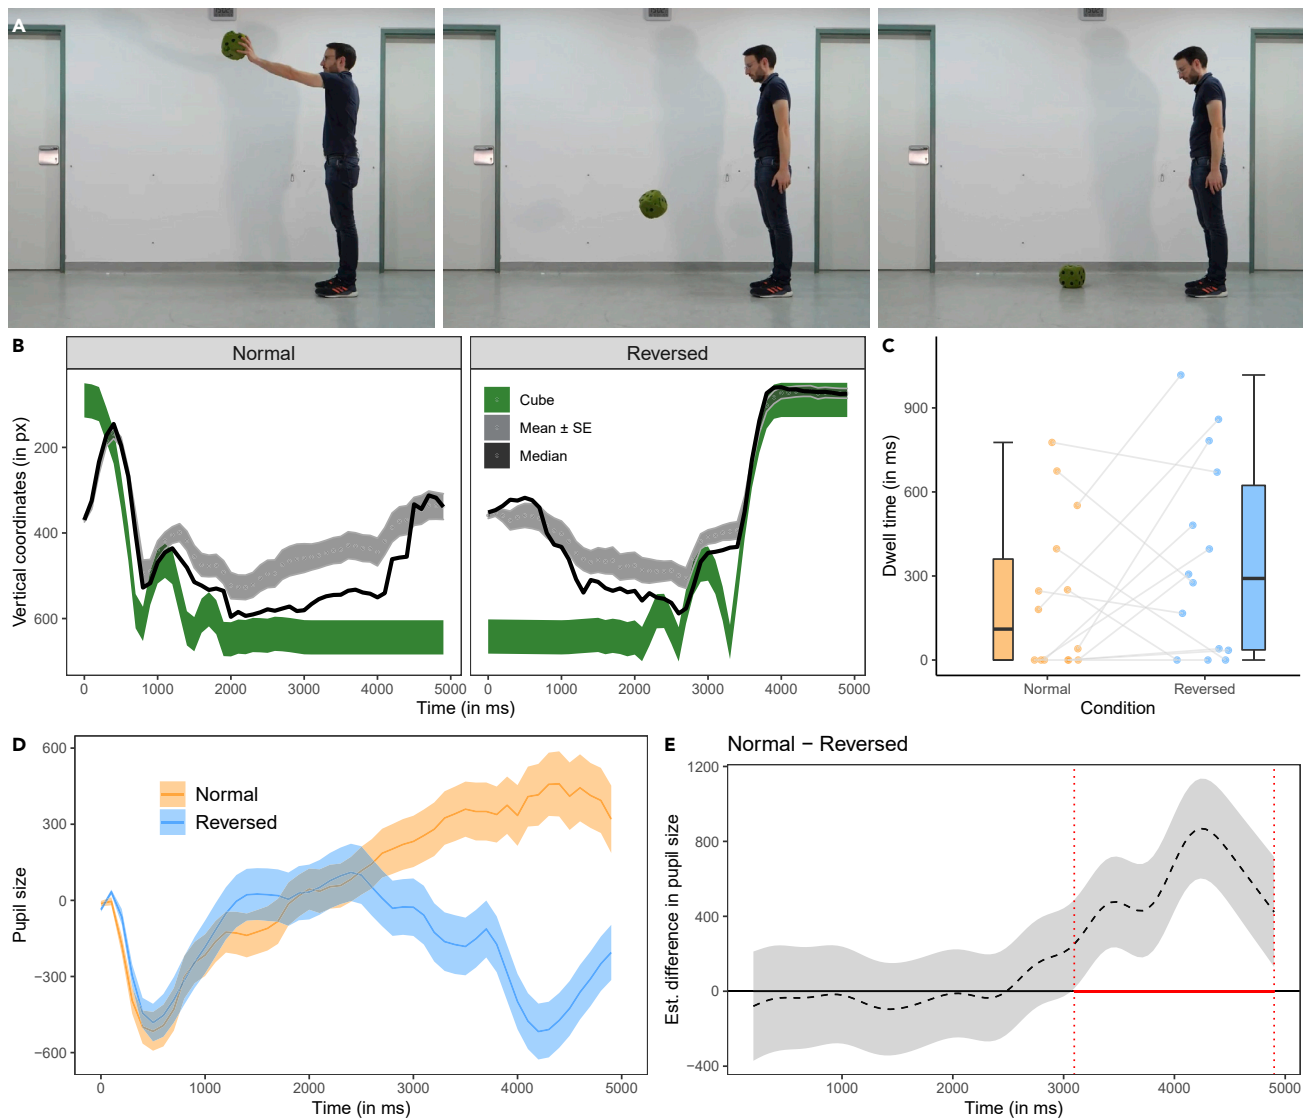 A
B
Normal
Reversed
Cube
Mean ± SE
Median
Vertical coordinates (in px)
200
400
600
0 1000 2000 3000 4000 5000
0 1000 2000 3000 4000 5000
Time (in ms)
C
Dwell time (in ms)
900
600
300
0
Normal Reversed
Condition
D
Pupil size
600
300
0
−300
−600
Normal
Reversed
0 1000 2000 3000 4000 5000
Time (in ms)
E
Normal − Reversed
Est. difference in pupil size
1200
800
400
0
−400
1000 2000 3000 4000 5000
Time (in ms)